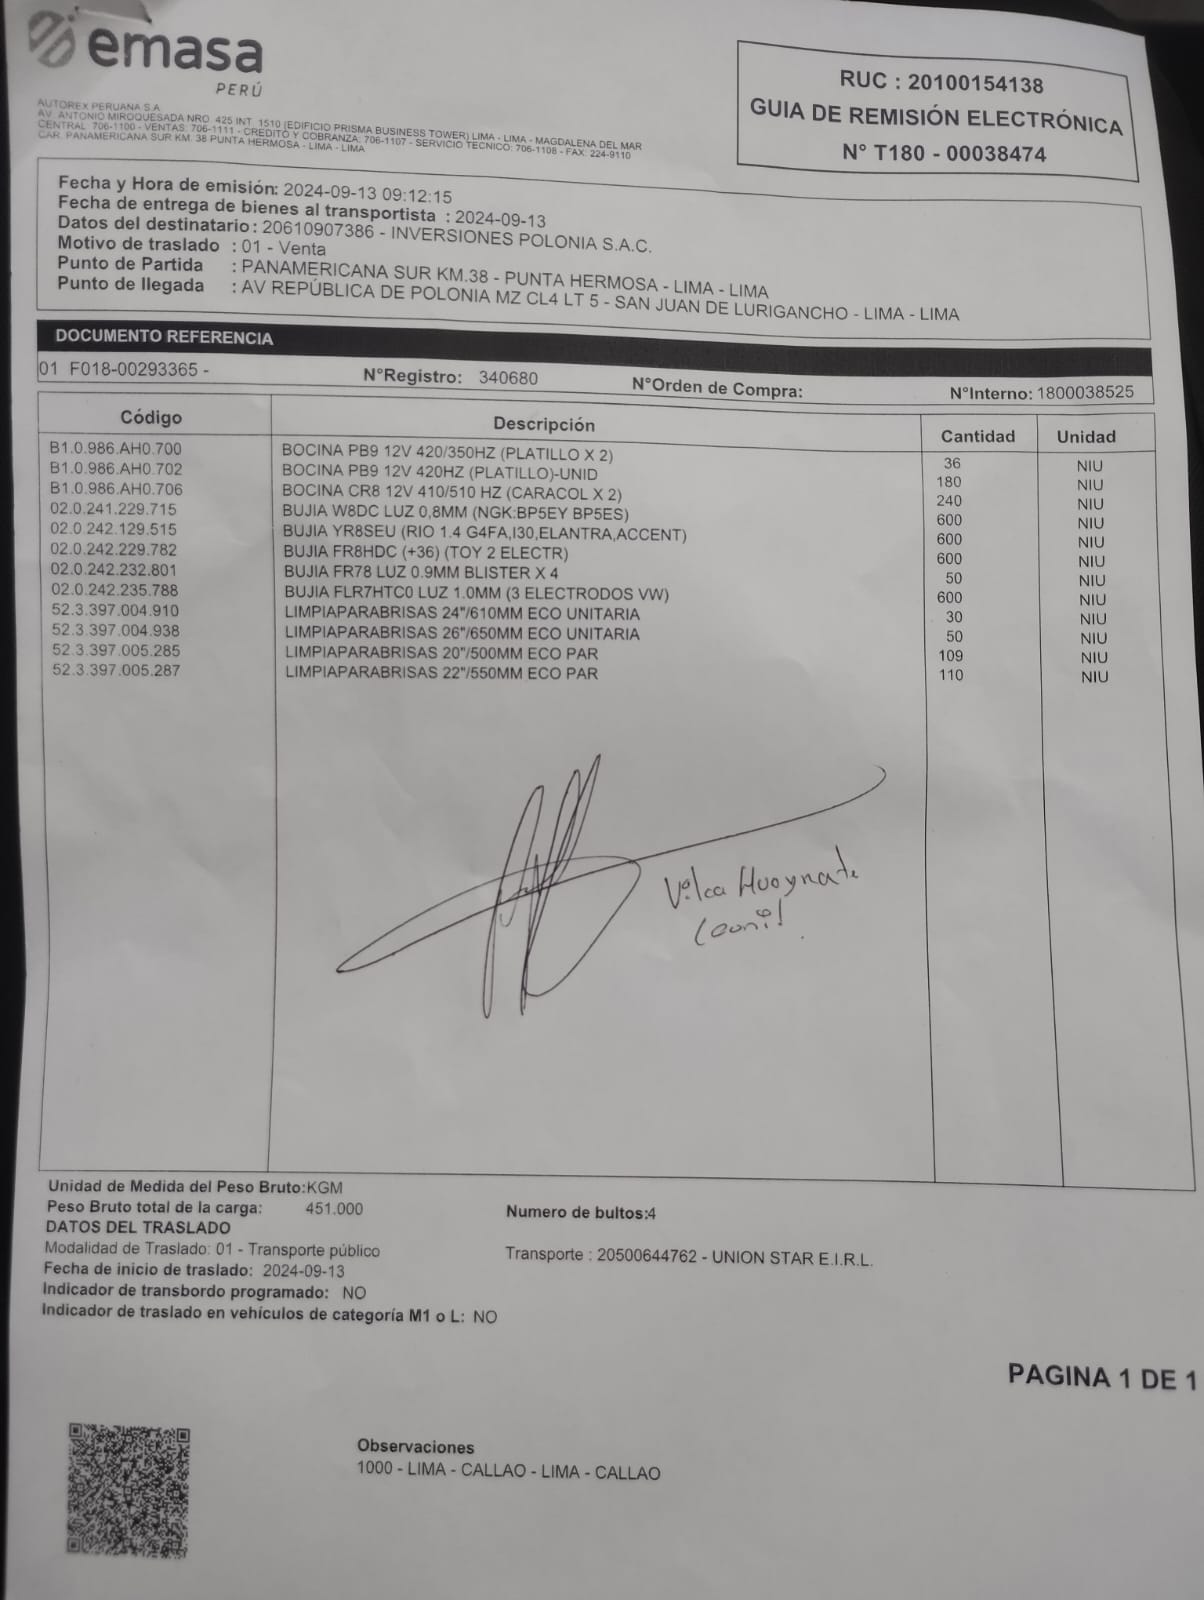 emasa
PERÚ
AUTOREX PERUANA S.A
AV. ANTONIO MIROQUESADA NRO. 425 INT. 1510 (EDIFICIO PRISMA BUSINESS TOWER) LIMA - LIMA - MAGDALENA DEL MAR
CENTRAL: 706-1100 - VENTAS: 706-1111 - CREDITO Y COBRANZA: 706-1107 - SERVICIO TECNICO: 706-1108 - FAX: 224-9110
CAR. PANAMERICANA SUR KM. 38 PUNTA HERMOSA - LIMA - LIMA
RUC : 20100154138
GUIA DE REMISIÓN ELECTRÓNICA
N° T180 - 00038474
Fecha y Hora de emisión: 2024-09-13 09:12:15
Fecha de entrega de bienes al transportista : 2024-09-13
Datos del destinatario : 20610907386 - INVERSIONES POLONIA S.A.C.
Motivo de traslado : 01 - Venta
Punto de Partida : PANAMERICANA SUR KM.38 - PUNTA HERMOSA - LIMA - LIMA
Punto de llegada : AV REPÚBLICA DE POLONIA MZ CL4 LT 5 - SAN JUAN DE LURIGANCHO - LIMA - LIMA
DOCUMENTO REFERENCIA
01 F018-00293365 - N°Registro: 340680 N°Orden de Compra: N°Interno: 1800038525
Código Descripción Cantidad Unidad
B1.0.986.AH0.700 BOCINA PB9 12V 420/350HZ (PLATILLO X 2) 36 NIU
B1.0.986.AH0.702 BOCINA PB9 12V 420HZ (PLATILLO)-UNID 180 NIU
B1.0.986.AH0.706 BOCINA CR8 12V 410/510 HZ (CARACOL X 2) 240 NIU
02.0.241.229.715 BUJIA W8DC LUZ 0,8MM (NGK:BP5EY BP5ES) 600 NIU
02.0.242.129.515 BUJIA YR8SEU (RIO 1.4 G4FA,I30,ELANTRA,ACCENT) 600 NIU
02.0.242.229.782 BUJIA FR8HDC (+36) (TOY 2 ELECTR) 600 NIU
02.0.242.232.801 BUJIA FR78 LUZ 0.9MM BLISTER X 4 50 NIU
02.0.242.235.788 BUJIA FLR7HTC0 LUZ 1.0MM (3 ELECTRODOS VW) 600 NIU
52.3.397.004.910 LIMPIAPARABRISAS 24"/610MM ECO UNITARIA 30 NIU
52.3.397.004.938 LIMPIAPARABRISAS 26"/650MM ECO UNITARIA 50 NIU
52.3.397.005.285 LIMPIAPARABRISAS 20"/500MM ECO PAR 109 NIU
52.3.397.005.287 LIMPIAPARABRISAS 22"/550MM ECO PAR 110 NIU
Vilca
Unidad de Medida del Peso Bruto:KGM
Peso Bruto total de la carga: 451.000 Numero de bultos:4
DATOS DEL TRASLADO
Modalidad de Traslado: 01 - Transporte público Transporte : 20500644762 - UNION STAR E.I.R.L.
Fecha de inicio de traslado: 2024-09-13
Indicador de transbordo programado: NO
Indicador de traslado en vehículos de categoría M1 o L: NO
PAGINA 1 DE 1
Observaciones
1000 - LIMA - CALLAO - LIMA - CALLAO